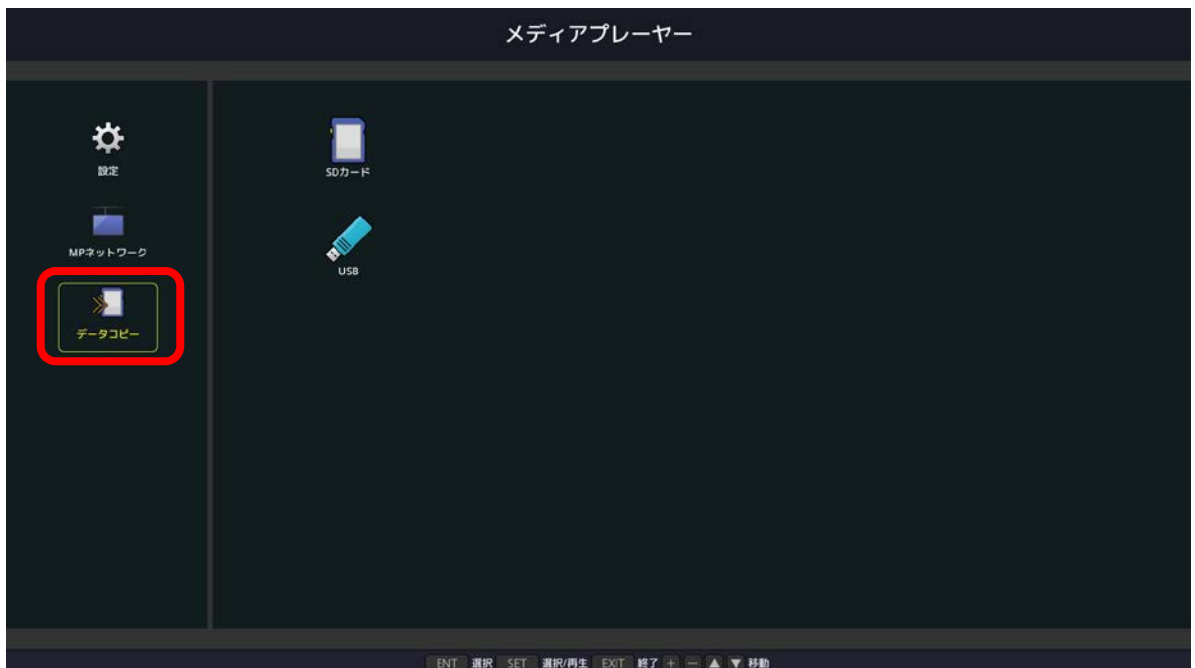 メディアプレーヤー
設定
MPネットワーク
データコピー
SDカード
USB
ENT 選択 SET 選択/再生 EXIT 終了 + − ▲ ▼ 移動